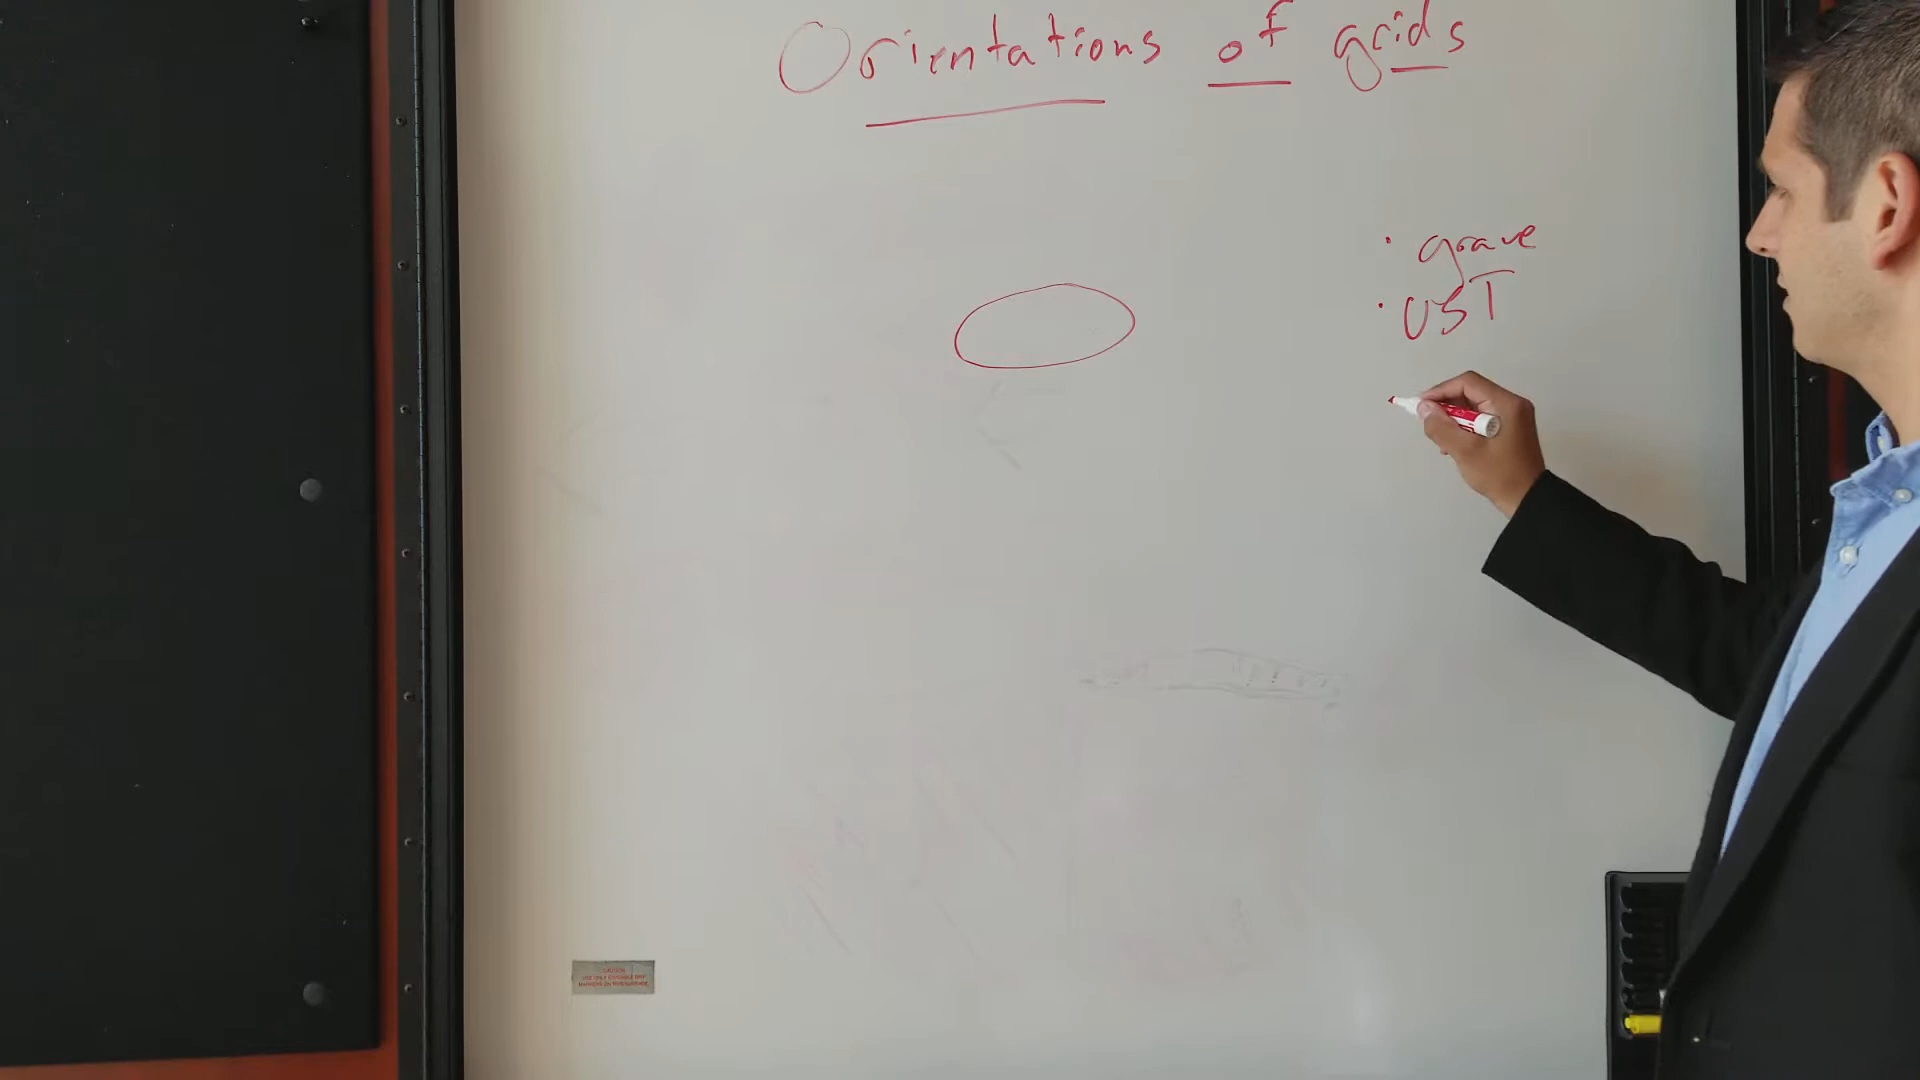 Orientations of grids
· grave
· UST